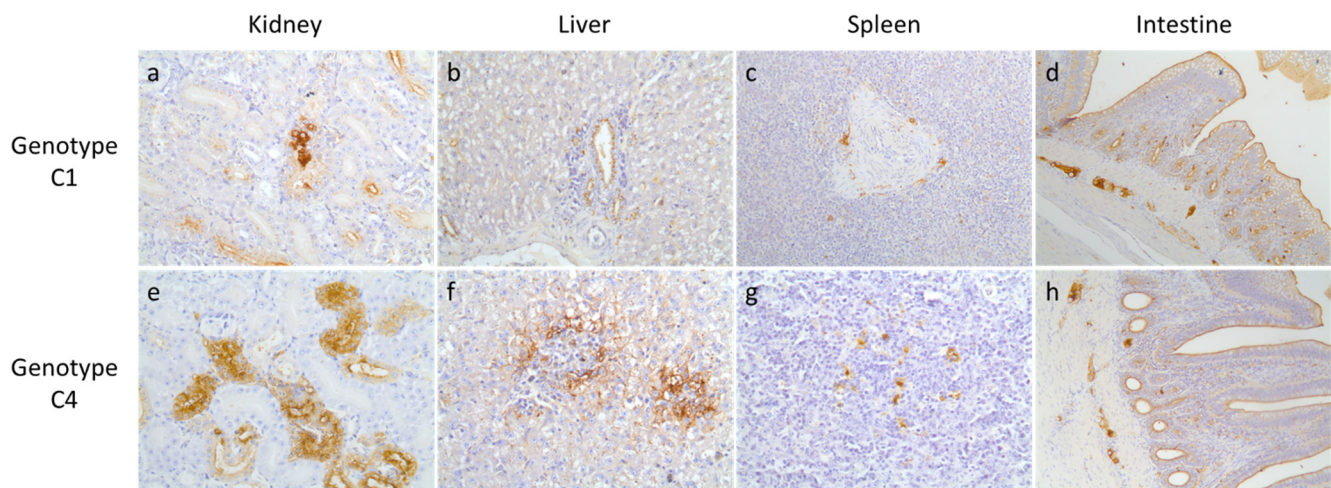 Kidney Liver Spleen Intestine
a b c d
Genotype
C1
e f g h
Genotype
C4